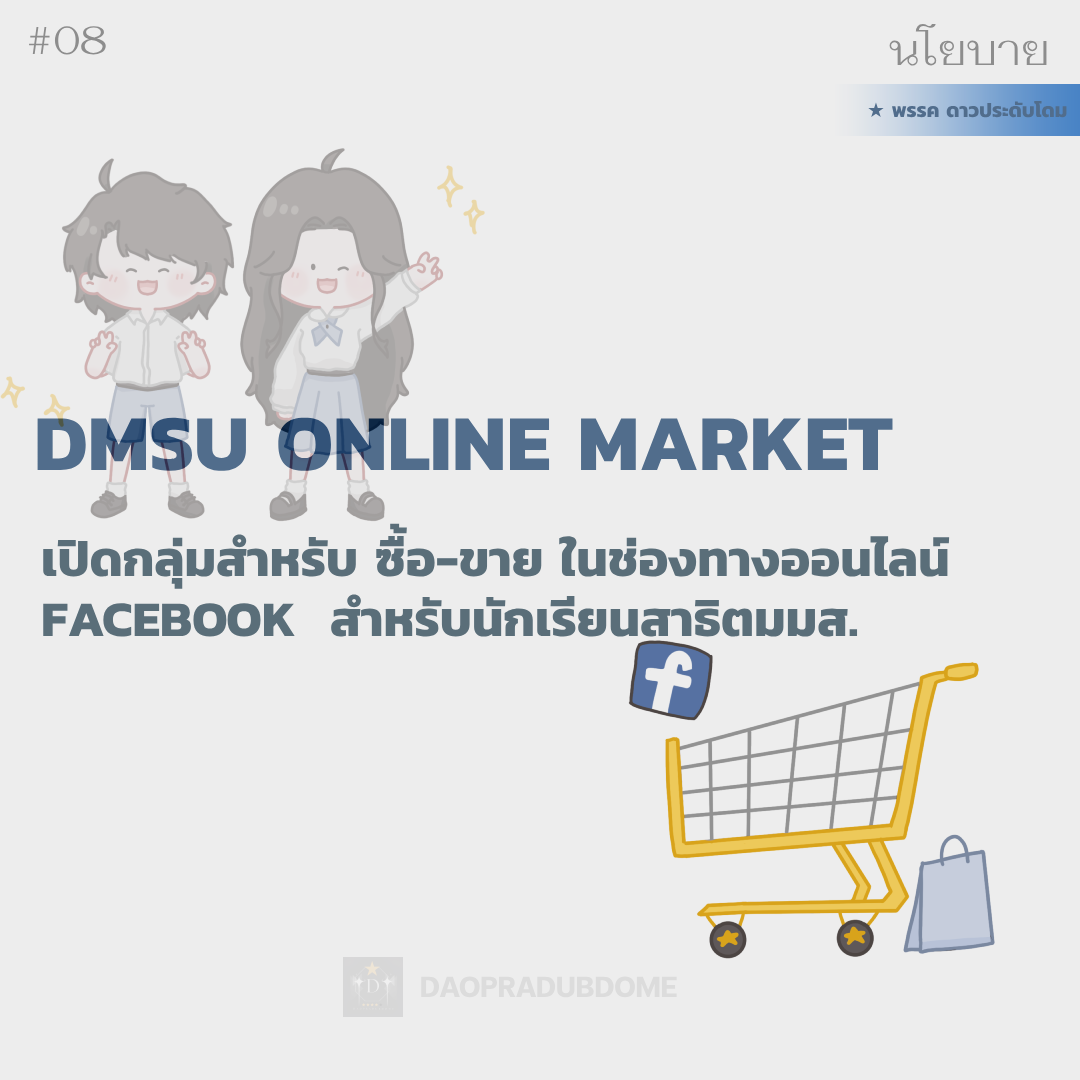 #08
นโยบาย
★ พรรค ดาวประดับโดม
DMSU ONLINE MARKET
เปิดกลุ่มสำหรับ ซื้อ-ขาย ในช่องทางออนไลน์
FACEBOOK สำหรับนักเรียนสาธิตมมส.
f
D
DAOPRADUBDOME